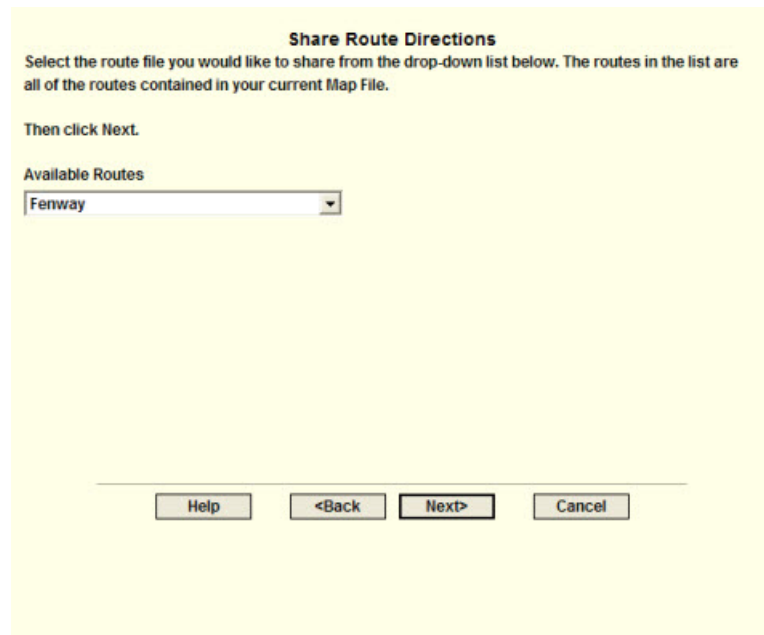 Share Route Directions
Select the route file you would like to share from the drop-down list below. The routes in the list are
all of the routes contained in your current Map File.
Then click Next.
Available Routes
Fenway
Help <Back Next> Cancel